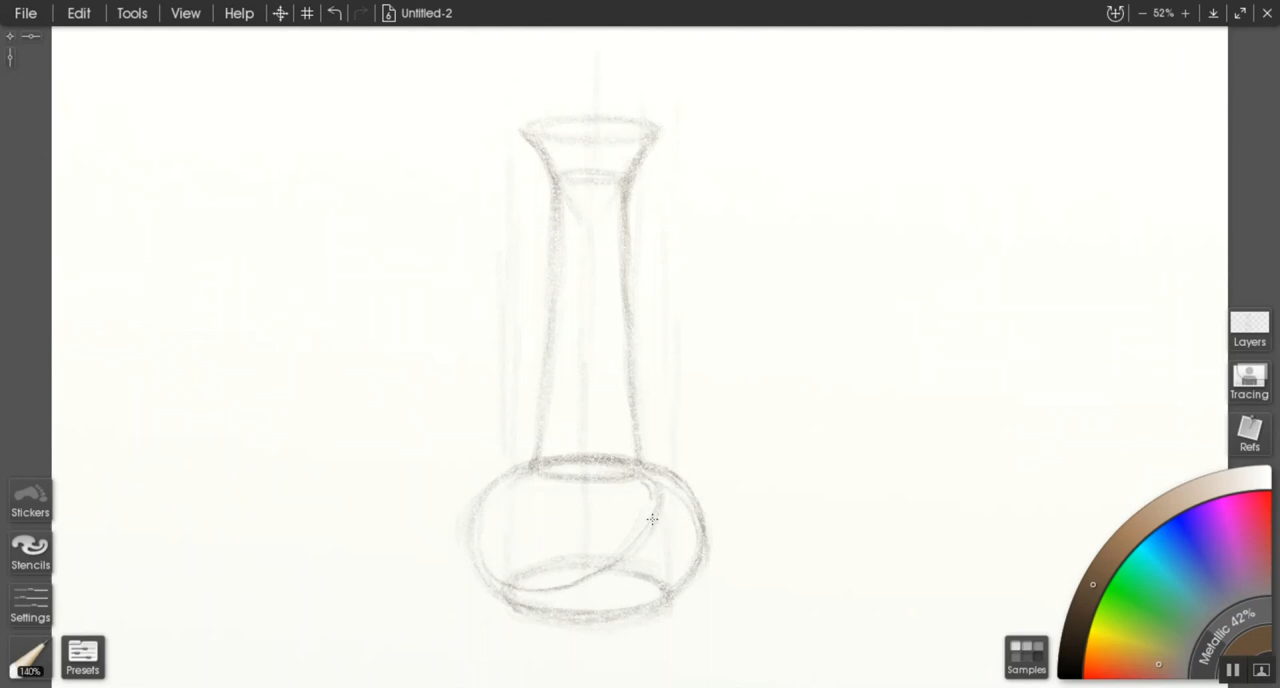 File Edit Tools View Help Untitled-2 52%
Layers
Tracing
Refs
Stickers
Stencils
Settings
140%
Presets
Samples
Metallic 42%